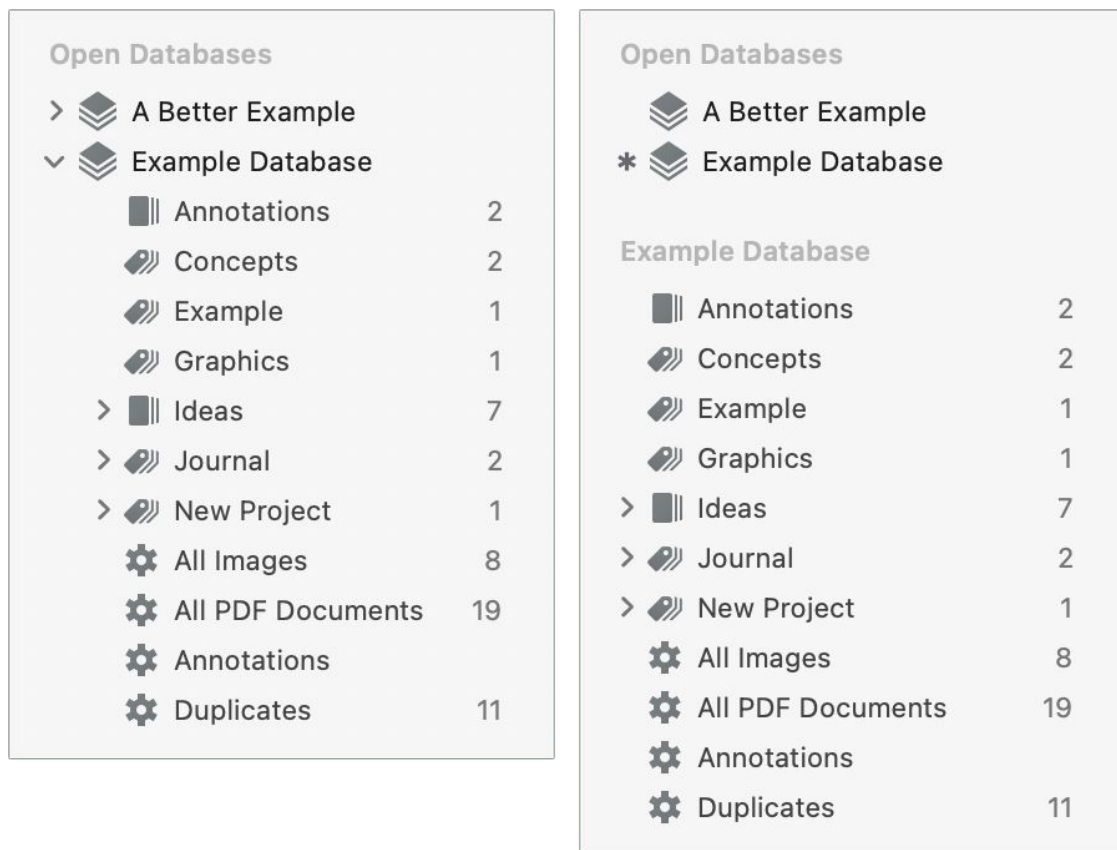 Open Databases
A Better Example
Example Database
Annotations 2
Concepts 2
Example 1
Graphics 1
Ideas 7
Journal 2
New Project 1
All Images 8
All PDF Documents 19
Annotations
Duplicates 11
Open Databases
A Better Example
* Example Database
Example Database
Annotations 2
Concepts 2
Example 1
Graphics 1
Ideas 7
Journal 2
New Project 1
All Images 8
All PDF Documents 19
Annotations
Duplicates 11